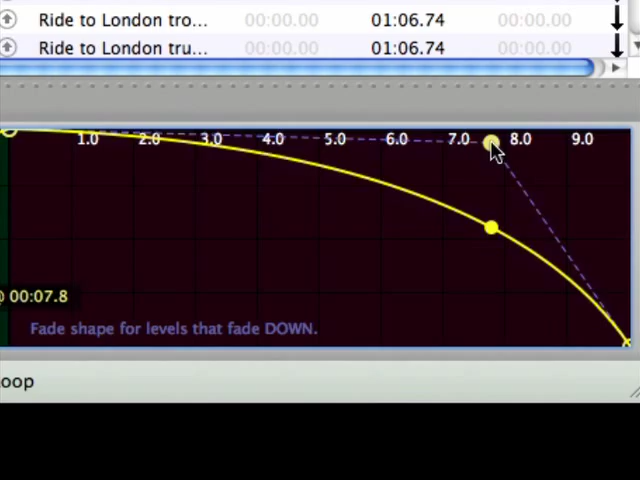 Ride to London tro... 00:00.00 01:06.74 00:00.00
Ride to London tru... 00:00.00 01:06.74 00:00.00
1.0 2.0 3.0 4.0 5.0 6.0 7.0 8.0 9.0
00:07.8
Fade shape for levels that fade DOWN.
oop